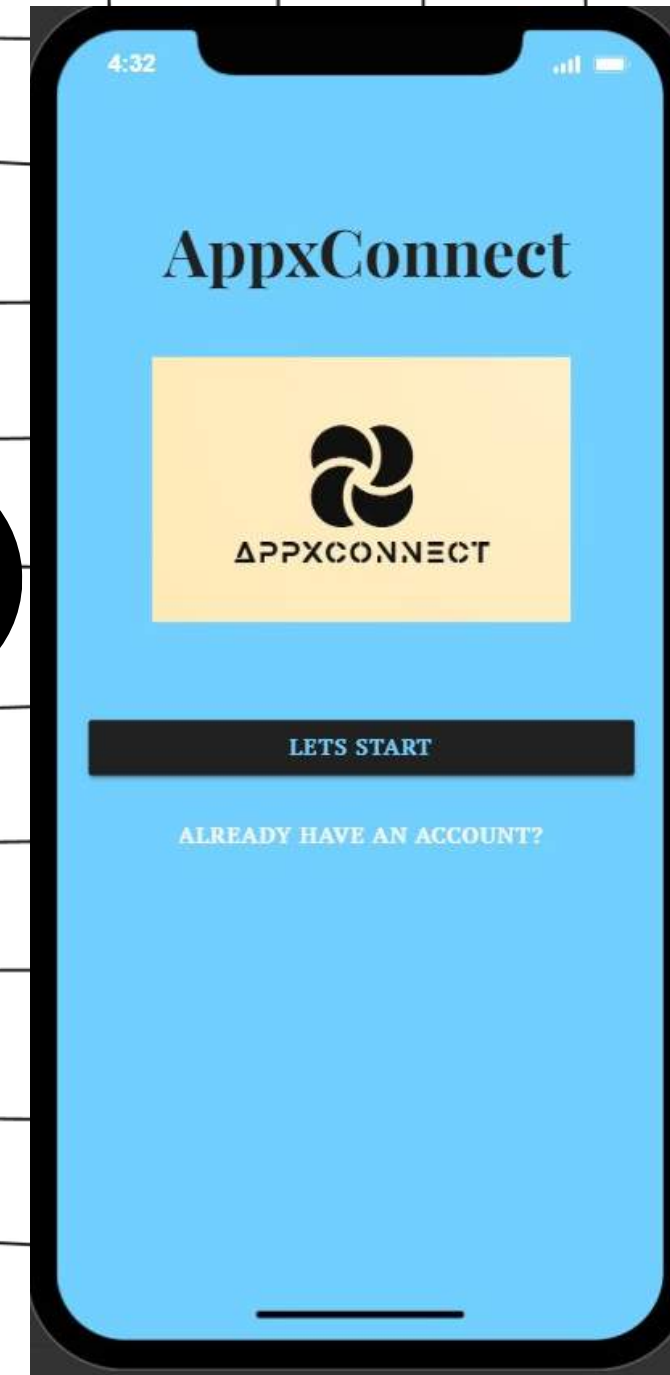 4:32
AppxConnect
APPXCONNECT
LETS START
ALREADY HAVE AN ACCOUNT?